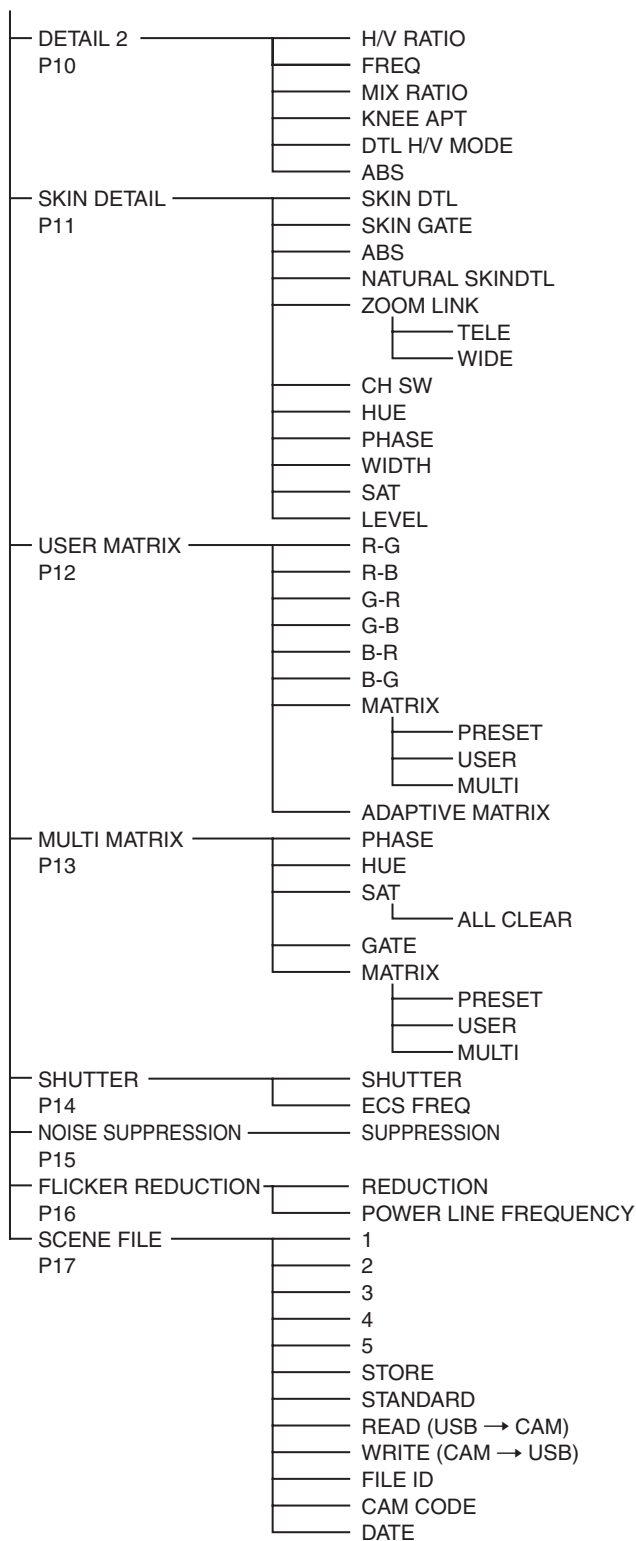 DETAIL 2 H/V RATIO
P10 FREQ
MIX RATIO
KNEE APT
DTL H/V MODE
ABS
SKIN DETAIL SKIN DTL
P11 SKIN GATE
ABS
NATURAL SKINDTL
ZOOM LINK
TELE
WIDE
CH SW
HUE
PHASE
WIDTH
SAT
LEVEL
USER MATRIX R-G
P12 R-B
G-R
G-B
B-R
B-G
MATRIX
PRESET
USER
MULTI
ADAPTIVE MATRIX
MULTI MATRIX PHASE
P13 HUE
SAT
ALL CLEAR
GATE
MATRIX
PRESET
USER
MULTI
SHUTTER SHUTTER
P14 ECS FREQ
NOISE SUPPRESSION SUPPRESSION
P15
FLICKER REDUCTION REDUCTION
P16 POWER LINE FREQUENCY
SCENE FILE 1
P17 2
3
4
5
STORE
STANDARD
READ (USB → CAM)
WRITE (CAM → USB)
FILE ID
CAM CODE
DATE